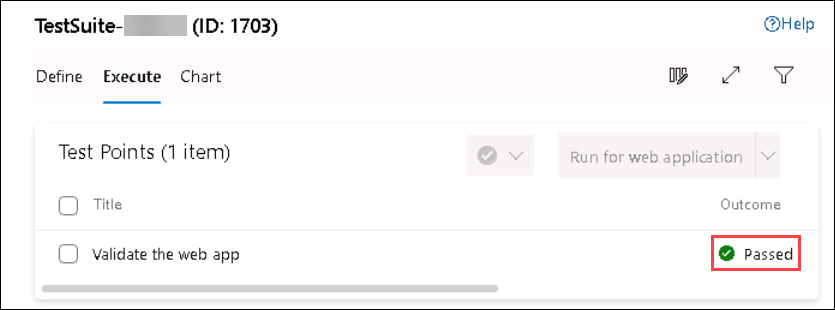 TestSuite- (ID: 1703)
Help
Define Execute Chart
Test Points (1 item)
Run for web application
Title Outcome
Validate the web app Passed